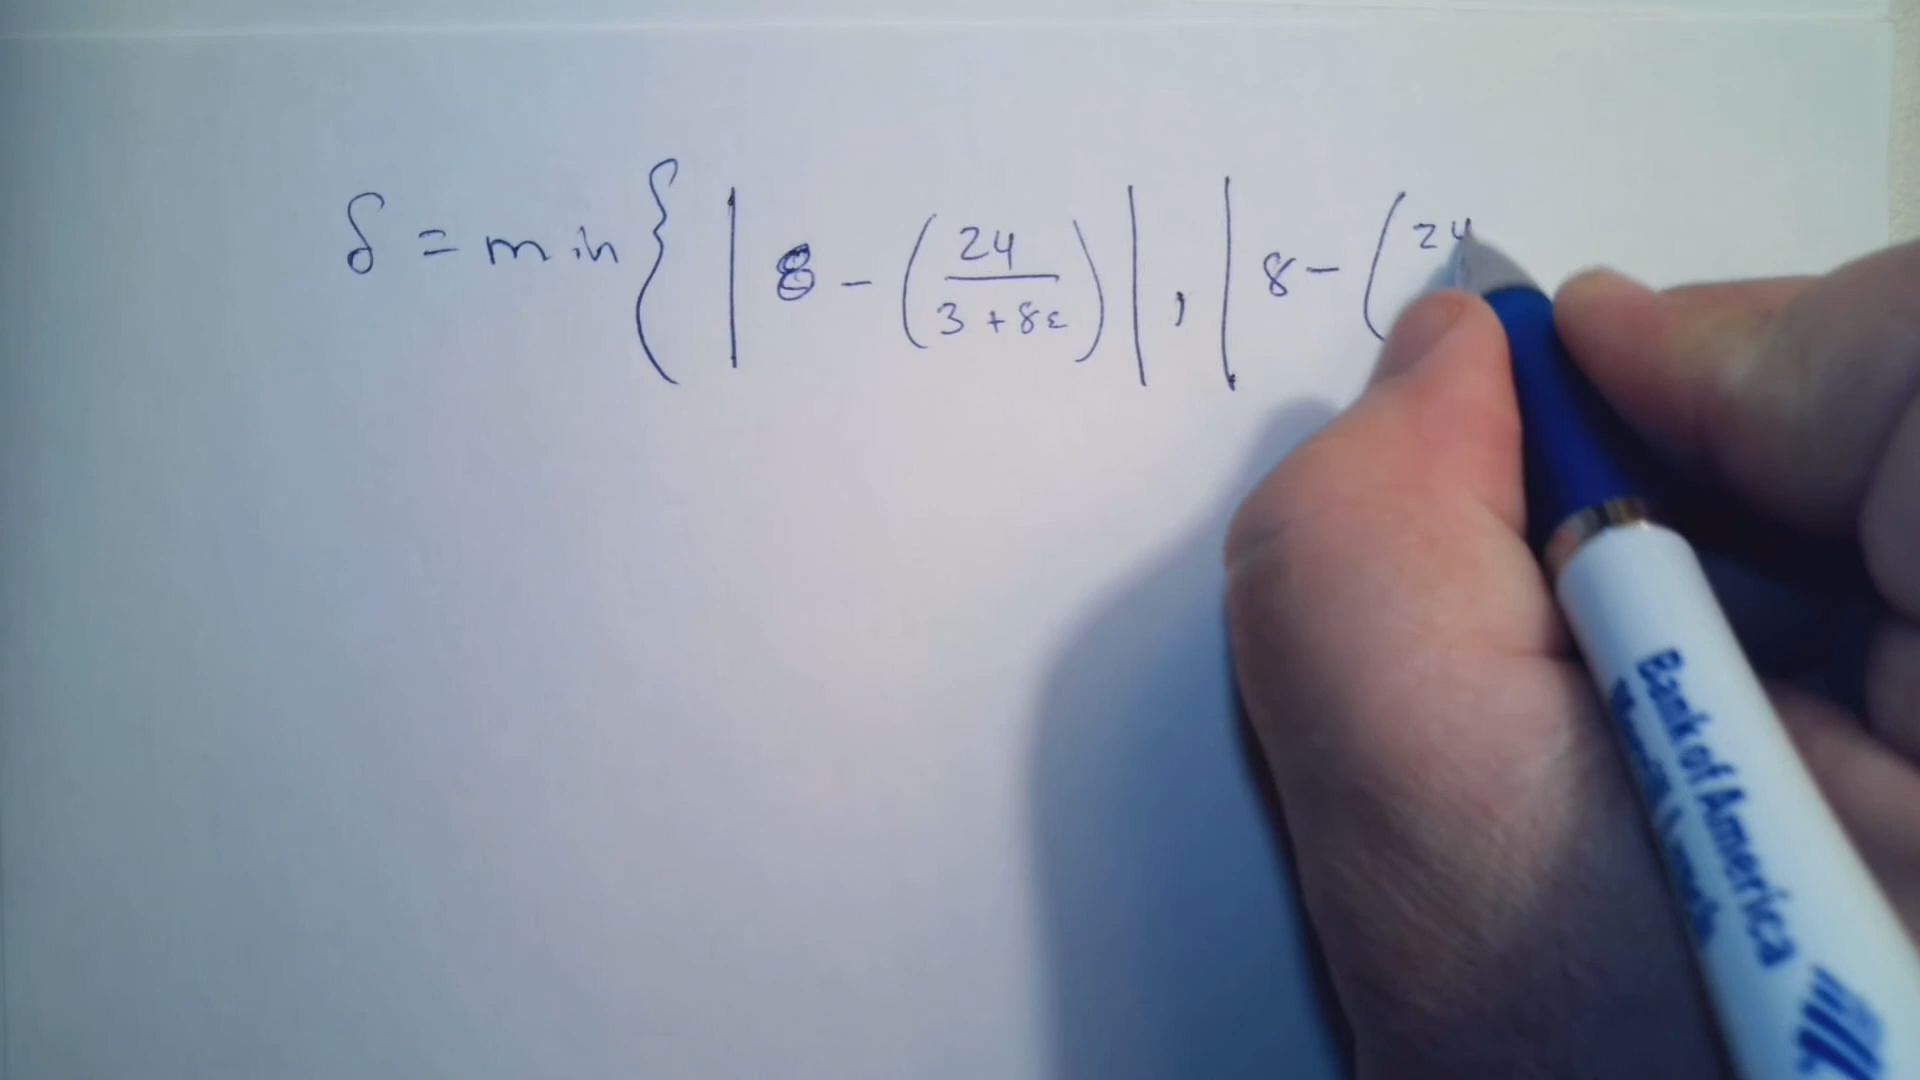 δ = min { | 8 - ( 24 / 3 + 8ε ) | , | 8 - ( 24
Bank of America